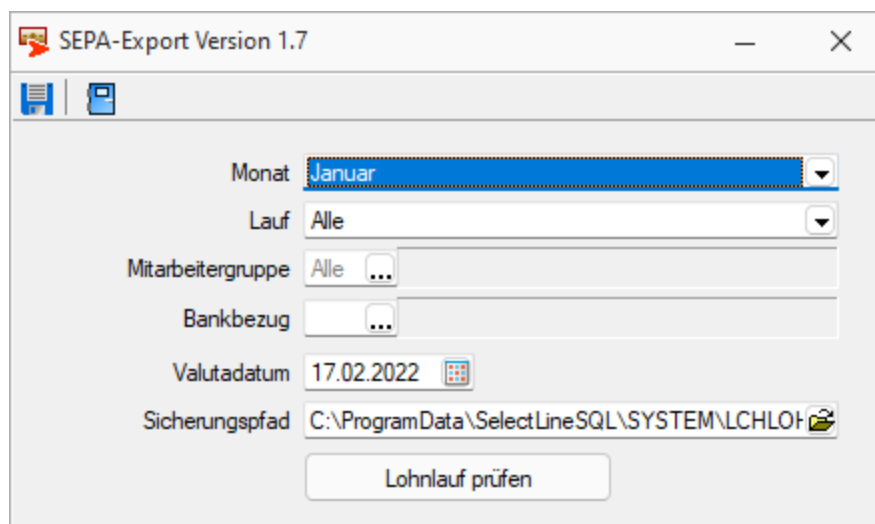 SEPA-Export Version 1.7
Monat Januar
Lauf Alle
Mitarbeitergruppe Alle ...
Bankbezug ...
Valutadatum 17.02.2022
Sicherungspfad C:\ProgramData\SelectLineSQL\SYSTEM\LCHLOH
Lohnlauf prüfen